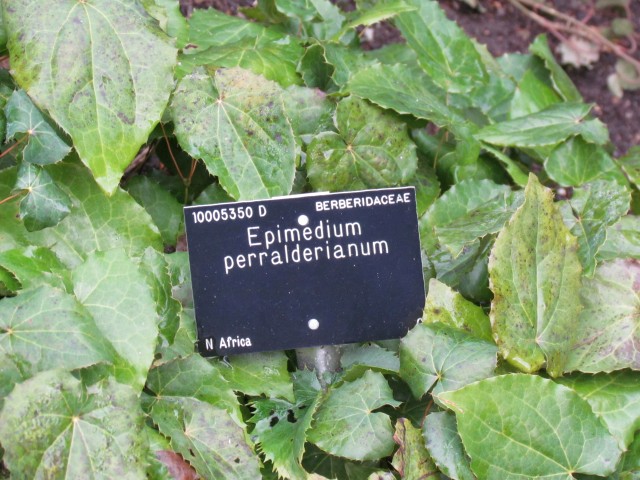 10005350 D BERBERIDACEAE
Epimedium
perralderianum
N Africa